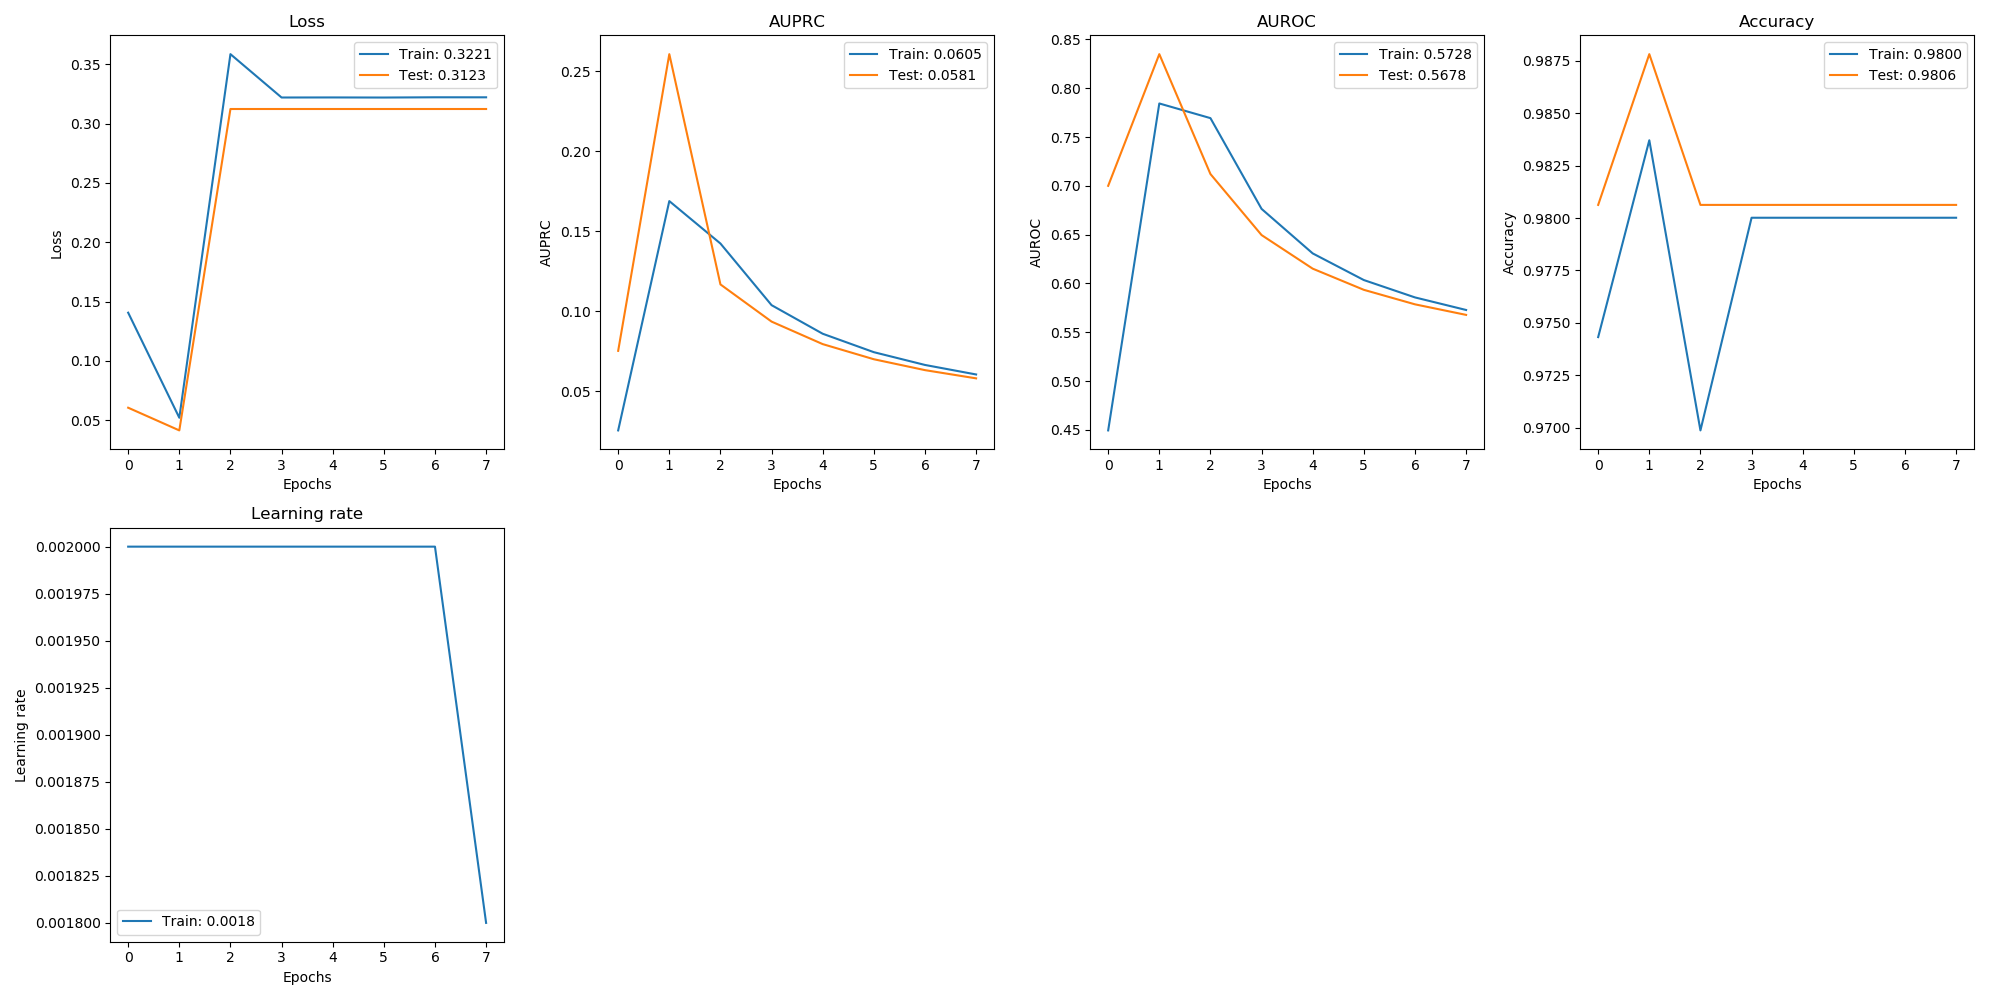 Loss
Loss
0.35
0.30
0.25
0.20
0.15
0.10
0.05
Train: 0.3221
Test: 0.3123
0 1 2 3 4 5 6 7
Epochs
AUPRC
AUPRC
0.25
0.20
0.15
0.10
0.05
Train: 0.0605
Test: 0.0581
0 1 2 3 4 5 6 7
Epochs
AUROC
AUROC
0.85
0.80
0.75
0.70
0.65
0.60
0.55
0.50
0.45
Train: 0.5728
Test: 0.5678
0 1 2 3 4 5 6 7
Epochs
Accuracy
Accuracy
0.9875
0.9850
0.9825
0.9800
0.9775
0.9750
0.9725
0.9700
Train: 0.9800
Test: 0.9806
0 1 2 3 4 5 6 7
Epochs
Learning rate
Learning rate
0.002000
0.001975
0.001950
0.001925
0.001900
0.001875
0.001850
0.001825
0.001800
Train: 0.0018
0 1 2 3 4 5 6 7
Epochs